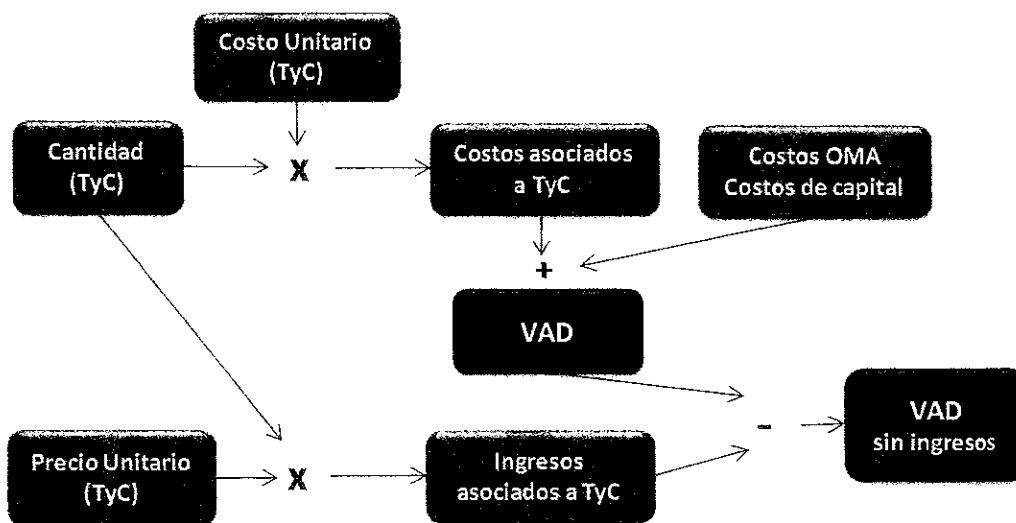 Costo Unitario
(TyC)
Cantidad
(TyC)
X
Costos asociados
a TyC
Costos OMA
Costos de capital
+
VAD
-
VAD
sin ingresos
Precio Unitario
(TyC)
X
Ingresos
asociados a TyC